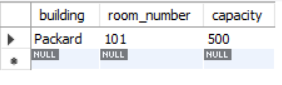 building room_number capacity
Packard 101 500
NULL NULL NULL